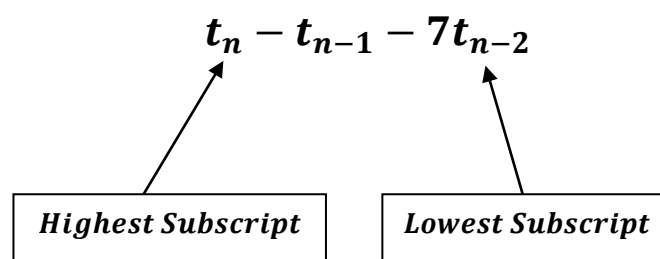 tₙ − tₙ₋₁ − 7tₙ₋₂
Highest Subscript
Lowest Subscript